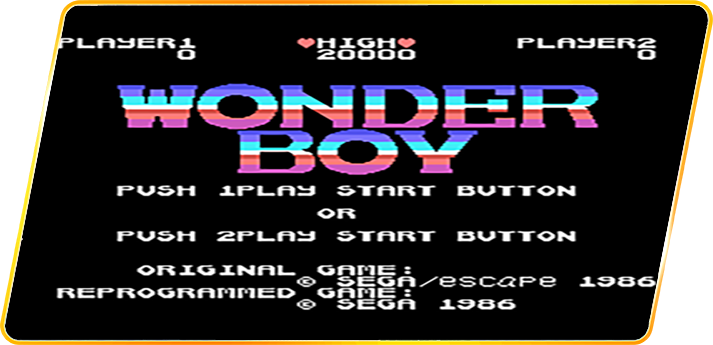 PLAYER1 ♥HIGH♥ PLAYER2
0 20000 0
WONDER
BOY
PUSH 1PLAY START BUTTON
OR
PUSH 2PLAY START BUTTON
ORIGINAL GAME:
© SEGA/escape 1986
REPROGRAMMED GAME:
© SEGA 1986